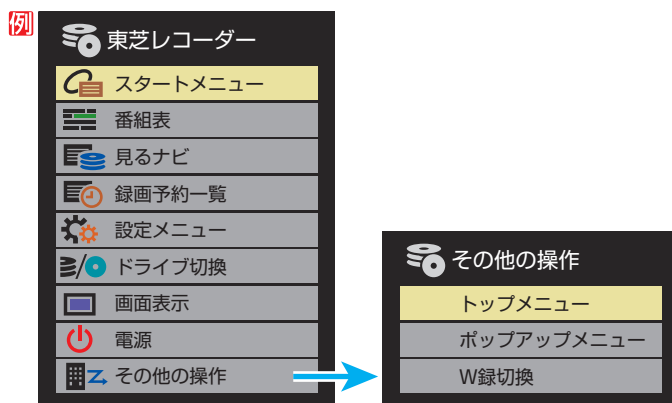 例
東芝レコーダー
スタートメニュー
番組表
見るナビ
録画予約一覧
設定メニュー
ドライブ切換
画面表示
電源
その他の操作
その他の操作
トップメニュー
ポップアップメニュー
W録切換